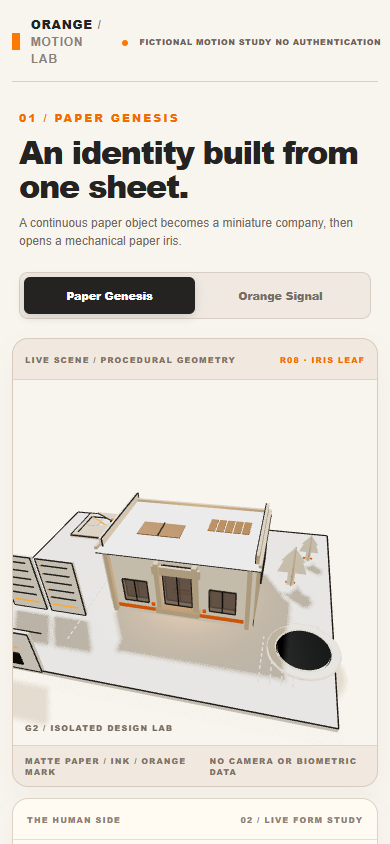 ORANGE /
MOTION
LAB
FICTIONAL MOTION STUDY NO AUTHENTICATION
01 / PAPER GENESIS
An identity built from
one sheet.
A continuous paper object becomes a miniature company, then
opens a mechanical paper iris.
Paper Genesis
Orange Signal
LIVE SCENE / PROCEDURAL GEOMETRY
R08 · IRIS LEAF
G2 / ISOLATED DESIGN LAB
MATTE PAPER / INK / ORANGE
MARK
NO CAMERA OR BIOMETRIC
DATA
THE HUMAN SIDE
02 / LIVE FORM STUDY